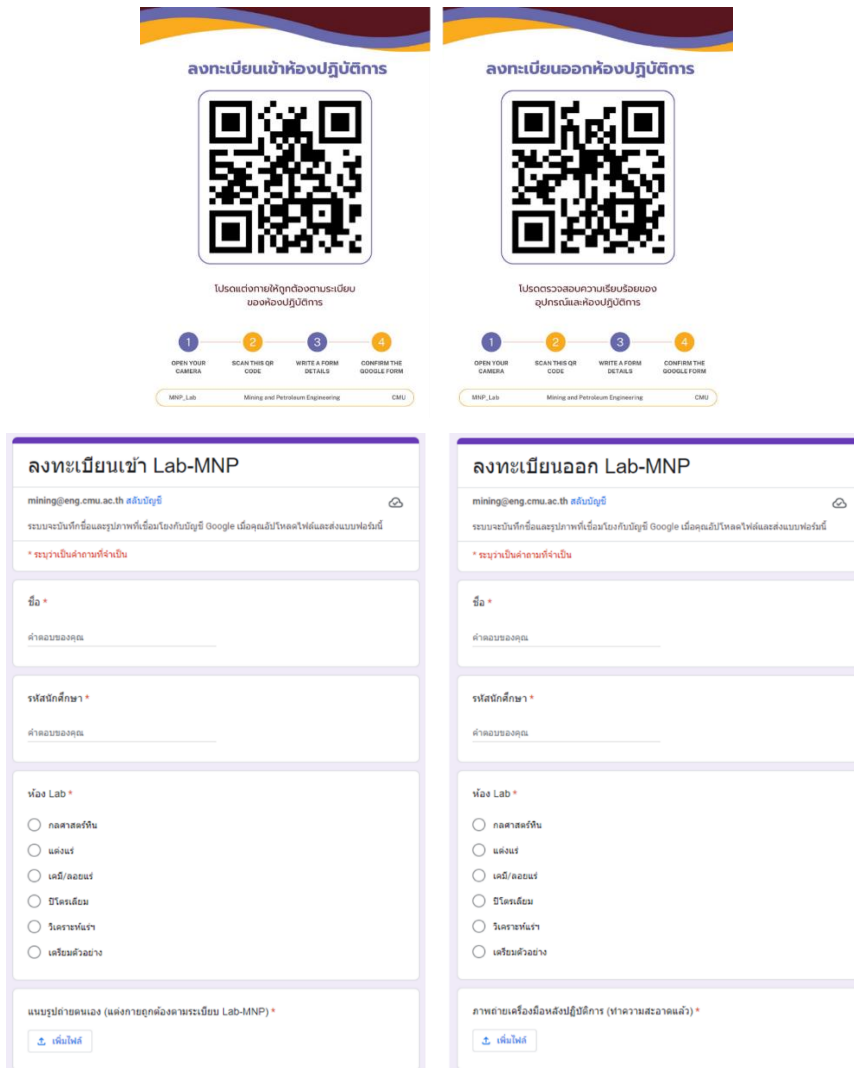 ลงทะเบียนเข้าห้องปฏิบัติการ
โปรดแต่งกายให้ถูกต้องตามระเบียบ
ของห้องปฏิบัติการ
1
2
3
4
OPEN YOUR
CAMERA
SCAN THIS QR
CODE
WRITE A FORM
DETAILS
CONFIRM THE
GOOGLE FORM
MNP_Lab
Mining and Petroleum Engineering
CMU
ลงทะเบียนออกห้องปฏิบัติการ
โปรดตรวจสอบความเรียบร้อยของ
อุปกรณ์และห้องปฏิบัติการ
1
2
3
4
OPEN YOUR
CAMERA
SCAN THIS QR
CODE
WRITE A FORM
DETAILS
CONFIRM THE
GOOGLE FORM
MNP_Lab
Mining and Petroleum Engineering
CMU
ลงทะเบียนเข้า Lab-MNP
mining@eng.cmu.ac.th สลับบัญชี
ระบบจะบันทึกชื่อและรูปภาพที่เชื่อมโยงกับบัญชี Google เมื่อคุณอัปโหลดไฟล์และส่งแบบฟอร์มนี้
* ระบุว่าเป็นคำถามที่จำเป็น
ชื่อ *
คำตอบของคุณ
รหัสนักศึกษา *
คำตอบของคุณ
ห้อง Lab *
กลศาสตร์หิน
แต่งแร่
เคมี/ลอยแร่
ปิโตรเลียม
วิเคราะห์แร่ฯ
เตรียมตัวอย่าง
แนบรูปถ่ายตนเอง (แต่งกายถูกต้องตามระเบียบ Lab-MNP) *
เพิ่มไฟล์
ลงทะเบียนออก Lab-MNP
mining@eng.cmu.ac.th สลับบัญชี
ระบบจะบันทึกชื่อและรูปภาพที่เชื่อมโยงกับบัญชี Google เมื่อคุณอัปโหลดไฟล์และส่งแบบฟอร์มนี้
* ระบุว่าเป็นคำถามที่จำเป็น
ชื่อ *
คำตอบของคุณ
รหัสนักศึกษา *
คำตอบของคุณ
ห้อง Lab *
กลศาสตร์หิน
แต่งแร่
เคมี/ลอยแร่
ปิโตรเลียม
วิเคราะห์แร่ฯ
เตรียมตัวอย่าง
ภาพถ่ายเครื่องมือหลังปฏิบัติการ (ทำความสะอาดแล้ว) *
เพิ่มไฟล์